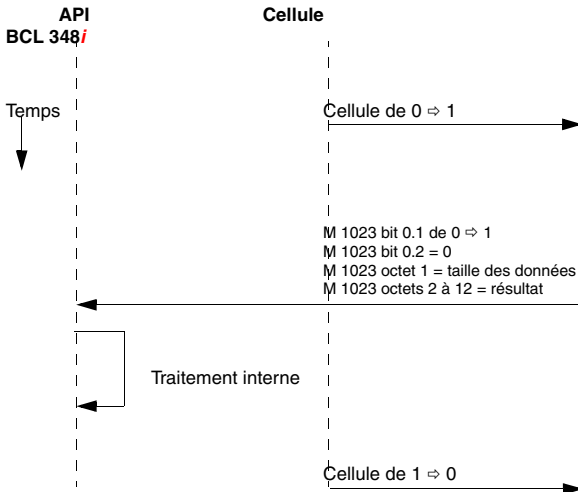 API
Cellule
BCL 348i
Temps
Cellule de 0 ⇨ 1
M 1023 bit 0.1 de 0 ⇨ 1
M 1023 bit 0.2 = 0
M 1023 octet 1 = taille des données
M 1023 octets 2 à 12 = résultat
Traitement interne
Cellule de 1 ⇨ 0